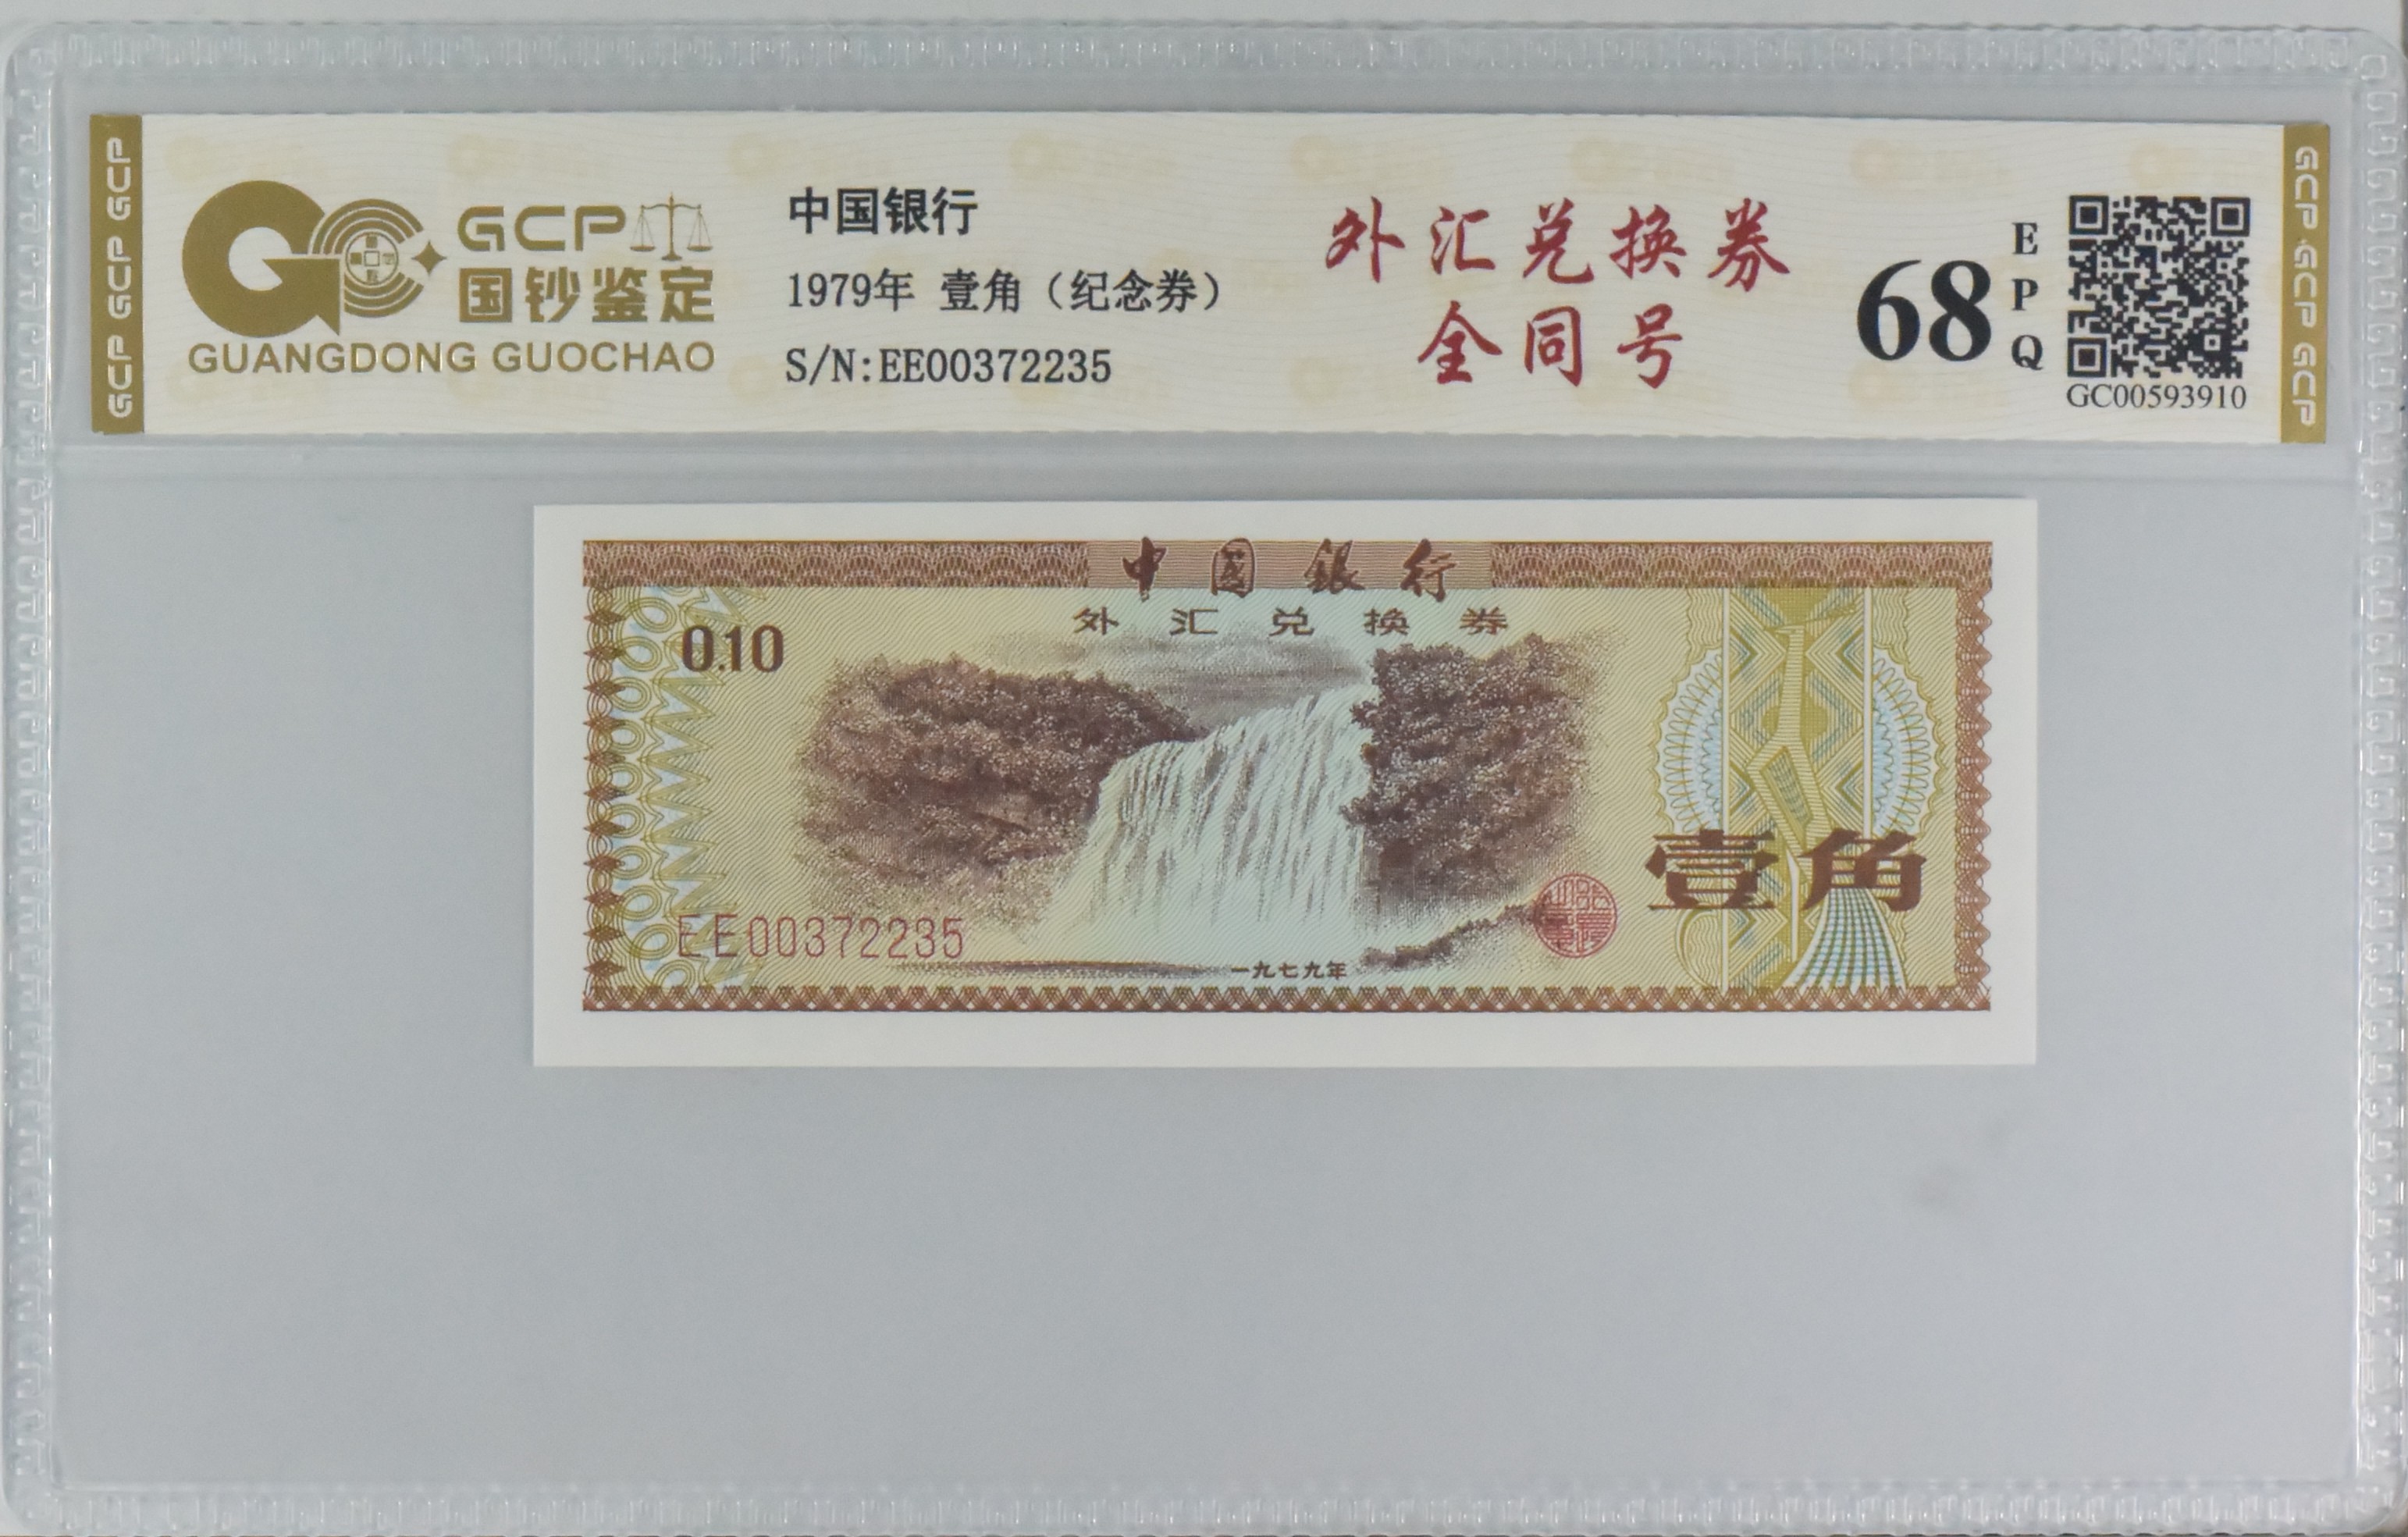 GCP GCP GCP
GCP
国钞鉴定
GUANGDONG GUOCHAO
中国银行
1979年 壹角（纪念券）
S/N:EE00372235
外汇兑换券
全同号
68
E
P
Q
GC00593910
GCP GCP GCP
中國銀行
外汇兑换券
0.10
壹角
EE00372235
一九七九年